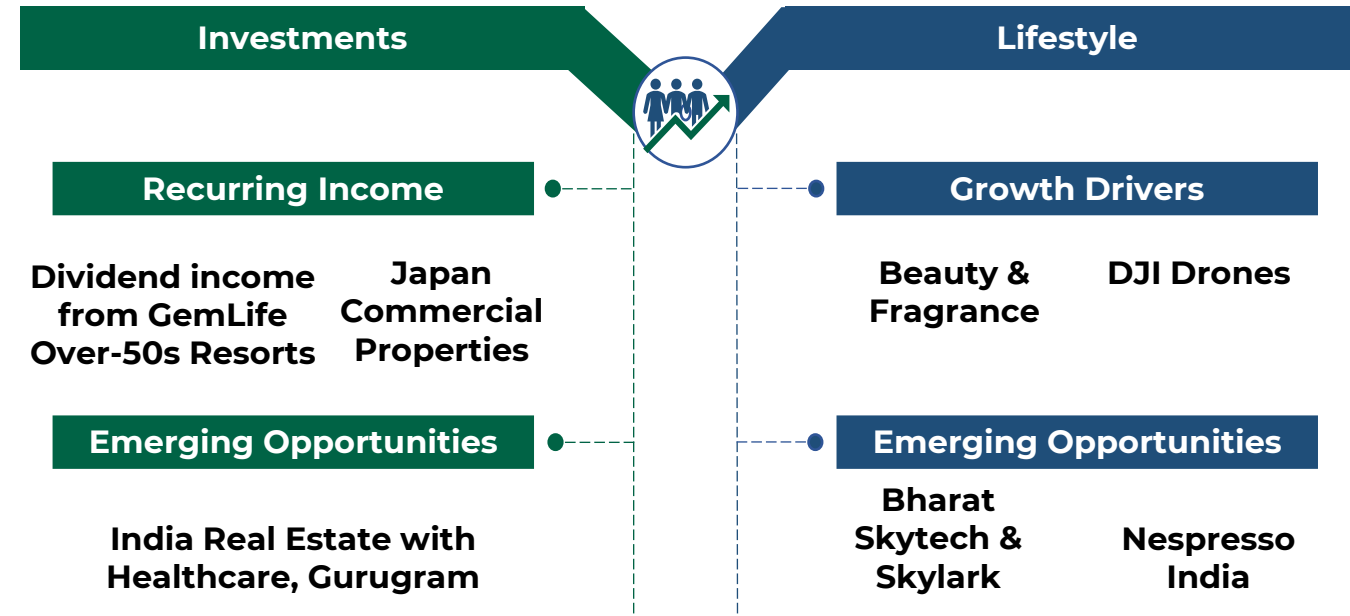 Investments
Lifestyle
Recurring Income
Growth Drivers
Dividend income
from GemLife
Over-50s Resorts
Japan
Commercial
Properties
Beauty &
Fragrance
DJI Drones
Emerging Opportunities
Emerging Opportunities
India Real Estate with
Healthcare, Gurugram
Bharat
Skytech &
Skylark
Nespresso
India